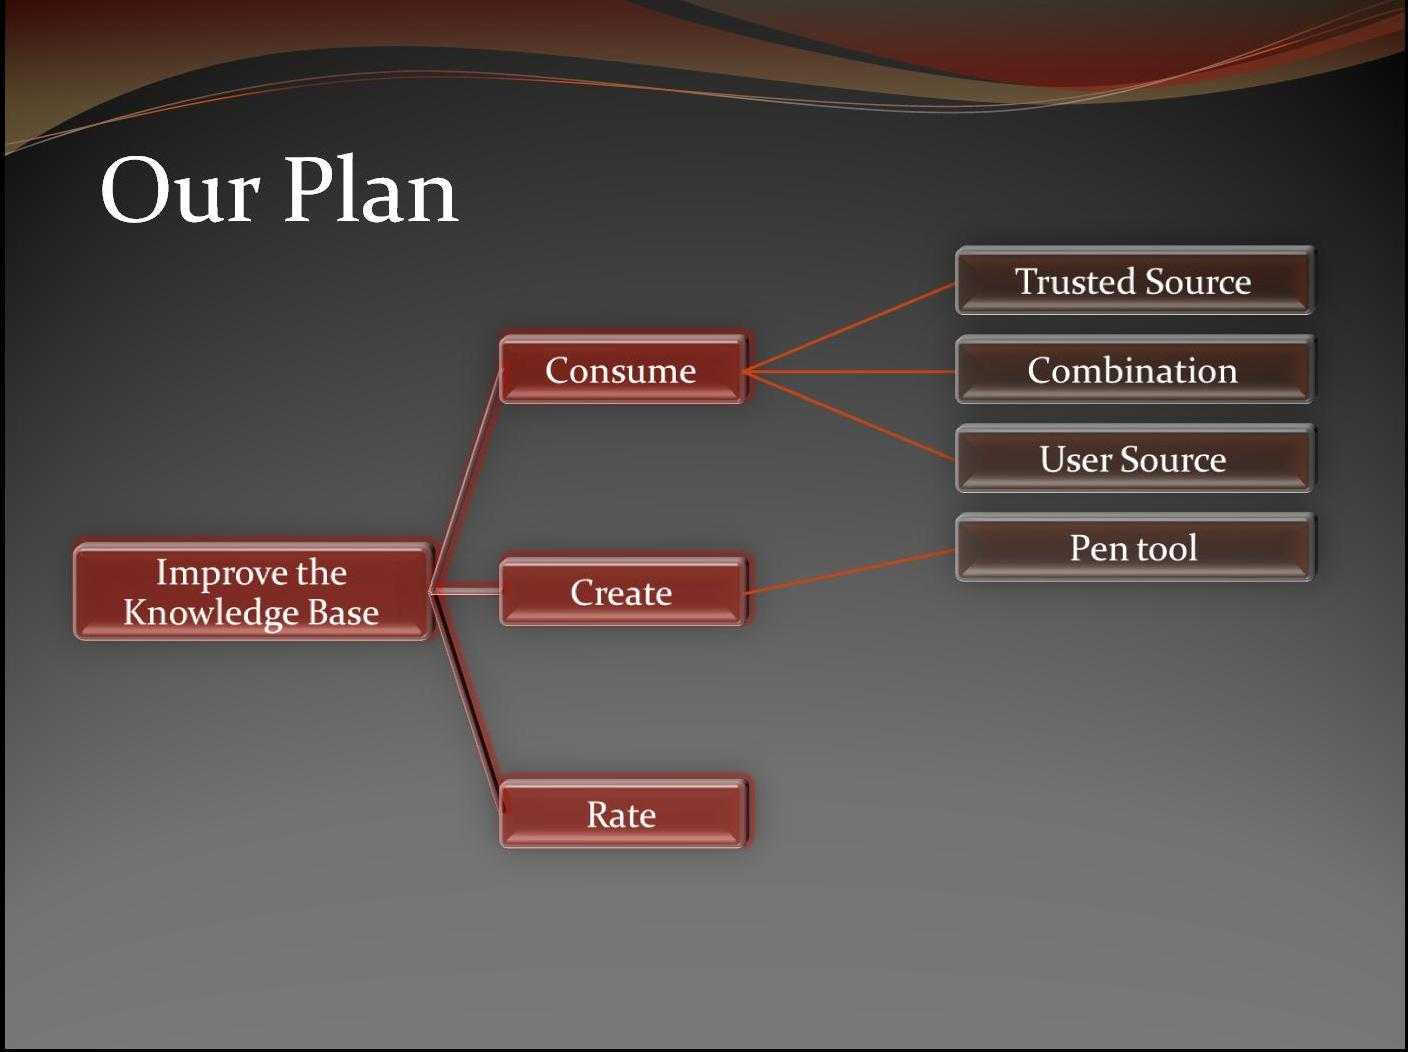 Our Plan
Improve the
Knowledge Base
Consume
Trusted Source
Combination
User Source
Create
Pen tool
Rate